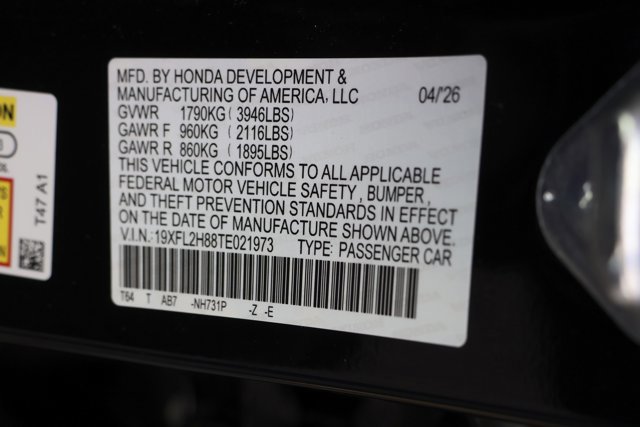 MFD. BY HONDA DEVELOPMENT &
MANUFACTURING OF AMERICA, LLC 04/'26
GVWR 1790KG ( 3946LBS)
GAWR F 960KG ( 2116LBS)
GAWR R 860KG ( 1895LBS)
THIS VEHICLE CONFORMS TO ALL APPLICABLE
FEDERAL MOTOR VEHICLE SAFETY , BUMPER,
AND THEFT PREVENTION STANDARDS IN EFFECT
ON THE DATE OF MANUFACTURE SHOWN ABOVE.
V.I.N.: 19XFL2H88TE021973 TYPE: PASSENGER CAR
T64 T AB7 -NH731P -Z -E
T47 A1